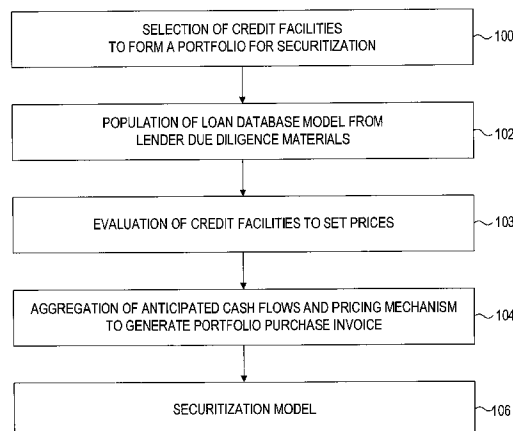 SELECTION OF CREDIT FACILITIES
TO FORM A PORTFOLIO FOR SECURITIZATION
100
POPULATION OF LOAN DATABASE MODEL FROM
LENDER DUE DILIGENCE MATERIALS
102
EVALUATION OF CREDIT FACILITIES TO SET PRICES
103
AGGREGATION OF ANTICIPATED CASH FLOWS AND PRICING MECHANISM
TO GENERATE PORTFOLIO PURCHASE INVOICE
104
SECURITIZATION MODEL
106